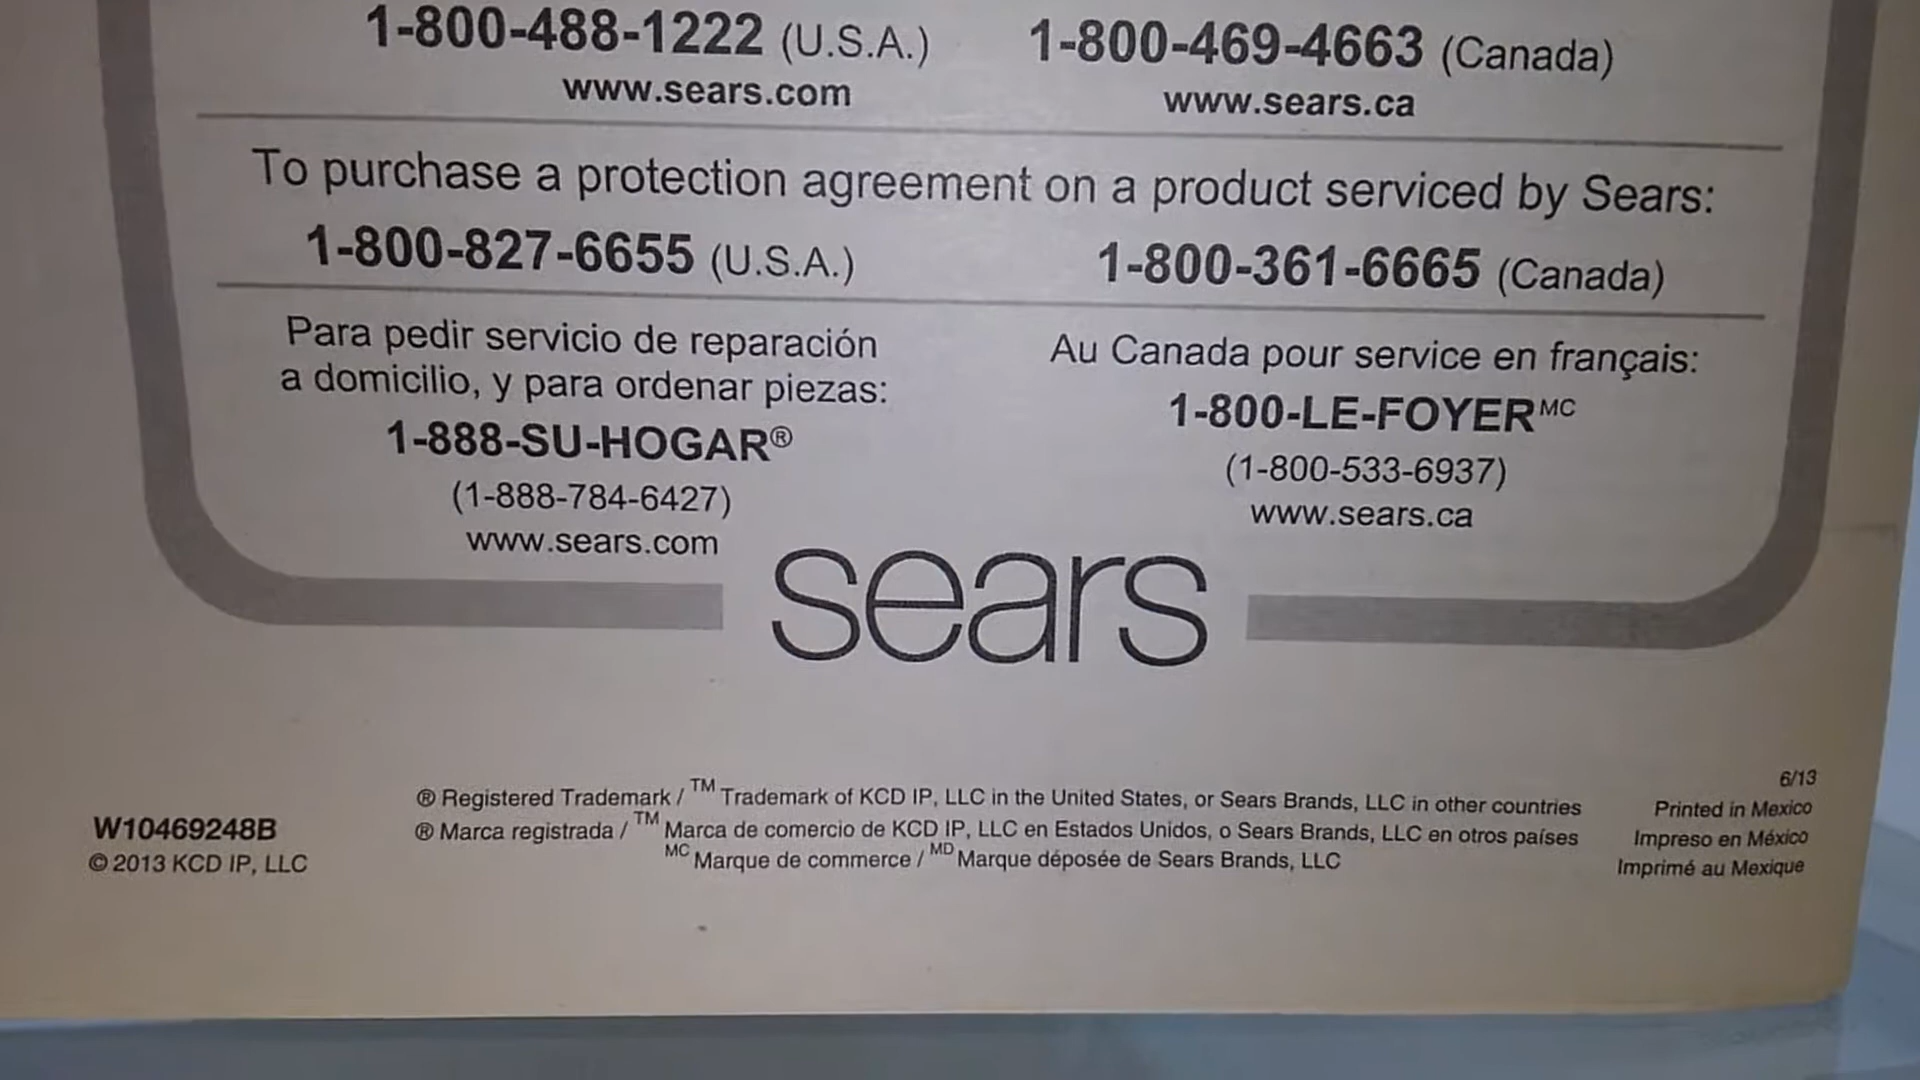 1-800-488-1222 (U.S.A.) 1-800-469-4663 (Canada)
www.sears.com www.sears.ca
To purchase a protection agreement on a product serviced by Sears:
1-800-827-6655 (U.S.A.) 1-800-361-6665 (Canada)
Para pedir servicio de reparación
a domicilio, y para ordenar piezas:
1-888-SU-HOGAR®
(1-888-784-6427)
www.sears.com
Au Canada pour service en français:
1-800-LE-FOYER MC
(1-800-533-6937)
www.sears.ca
sears
W10469248B
© 2013 KCD IP, LLC
® Registered Trademark / TM Trademark of KCD IP, LLC in the United States, or Sears Brands, LLC in other countries
® Marca registrada / TM Marca de comercio de KCD IP, LLC en Estados Unidos, o Sears Brands, LLC en otros países
MC Marque de commerce / MD Marque déposée de Sears Brands, LLC
6/13
Printed in Mexico
Impreso en México
Imprimé au Mexique